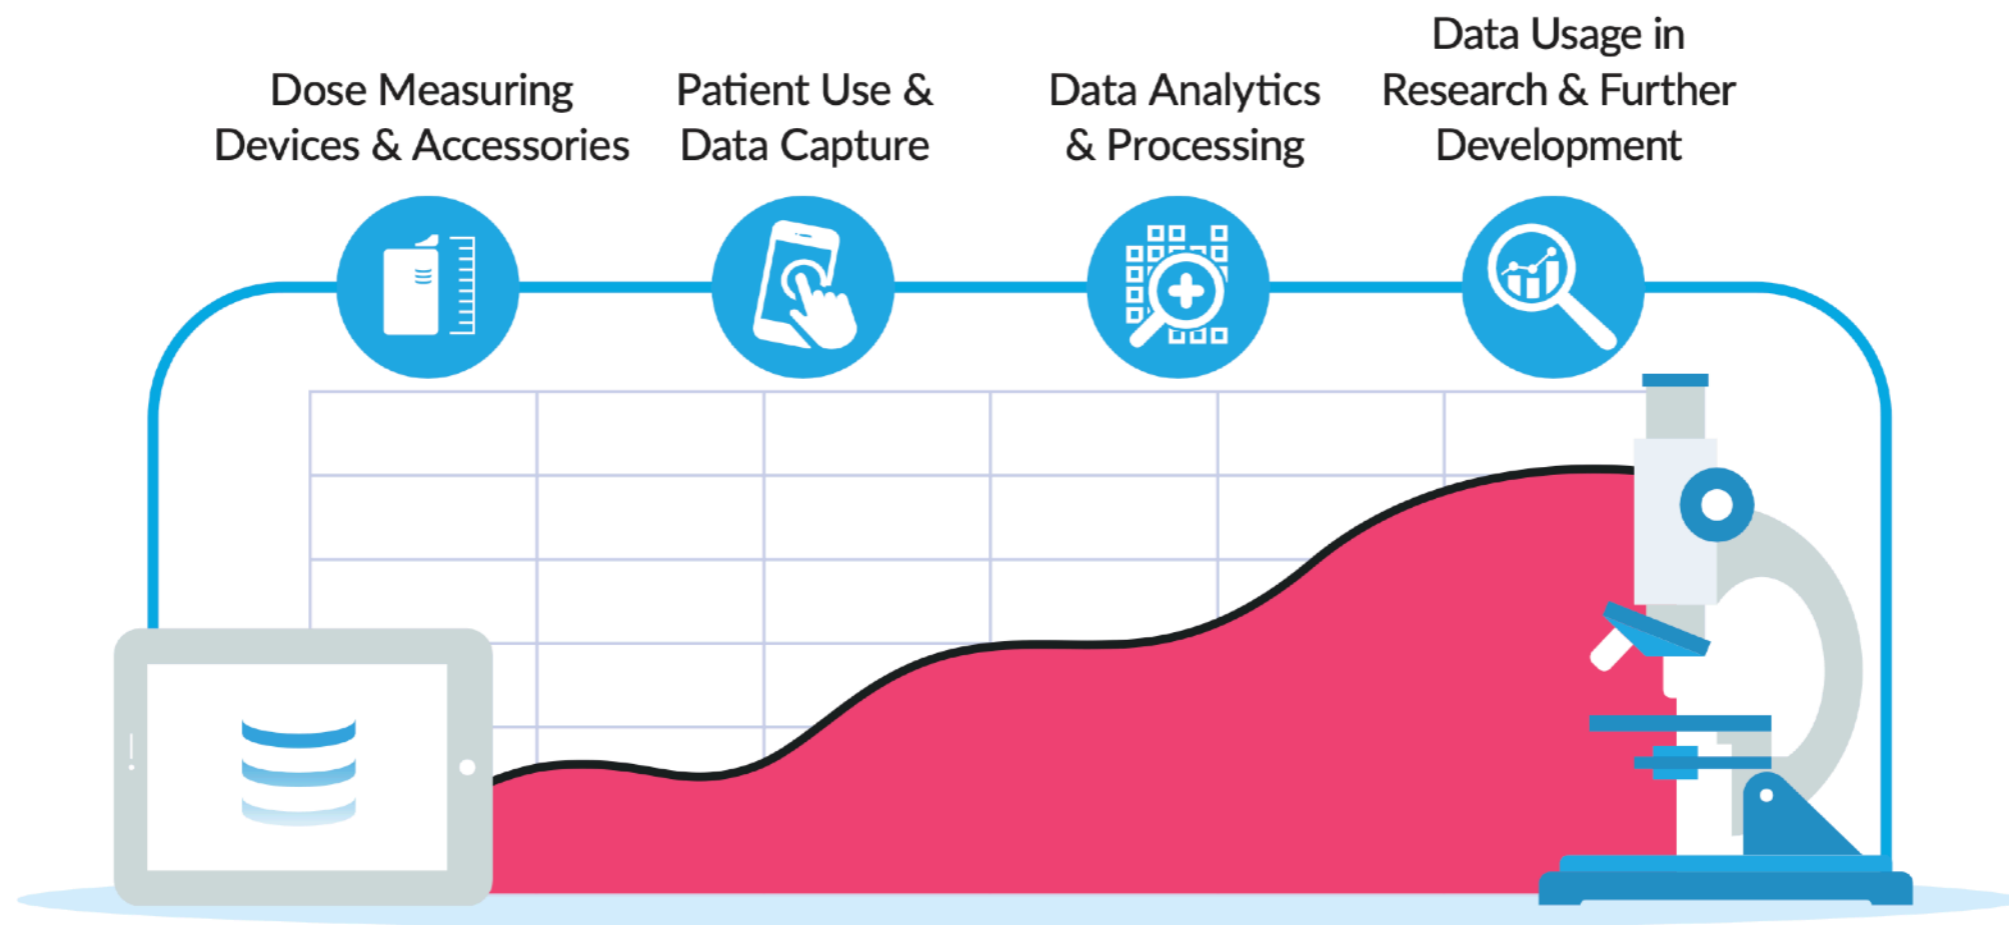 Dose Measuring
Devices & Accessories
Patient Use &
Data Capture
Data Analytics
& Processing
Data Usage in
Research & Further
Development